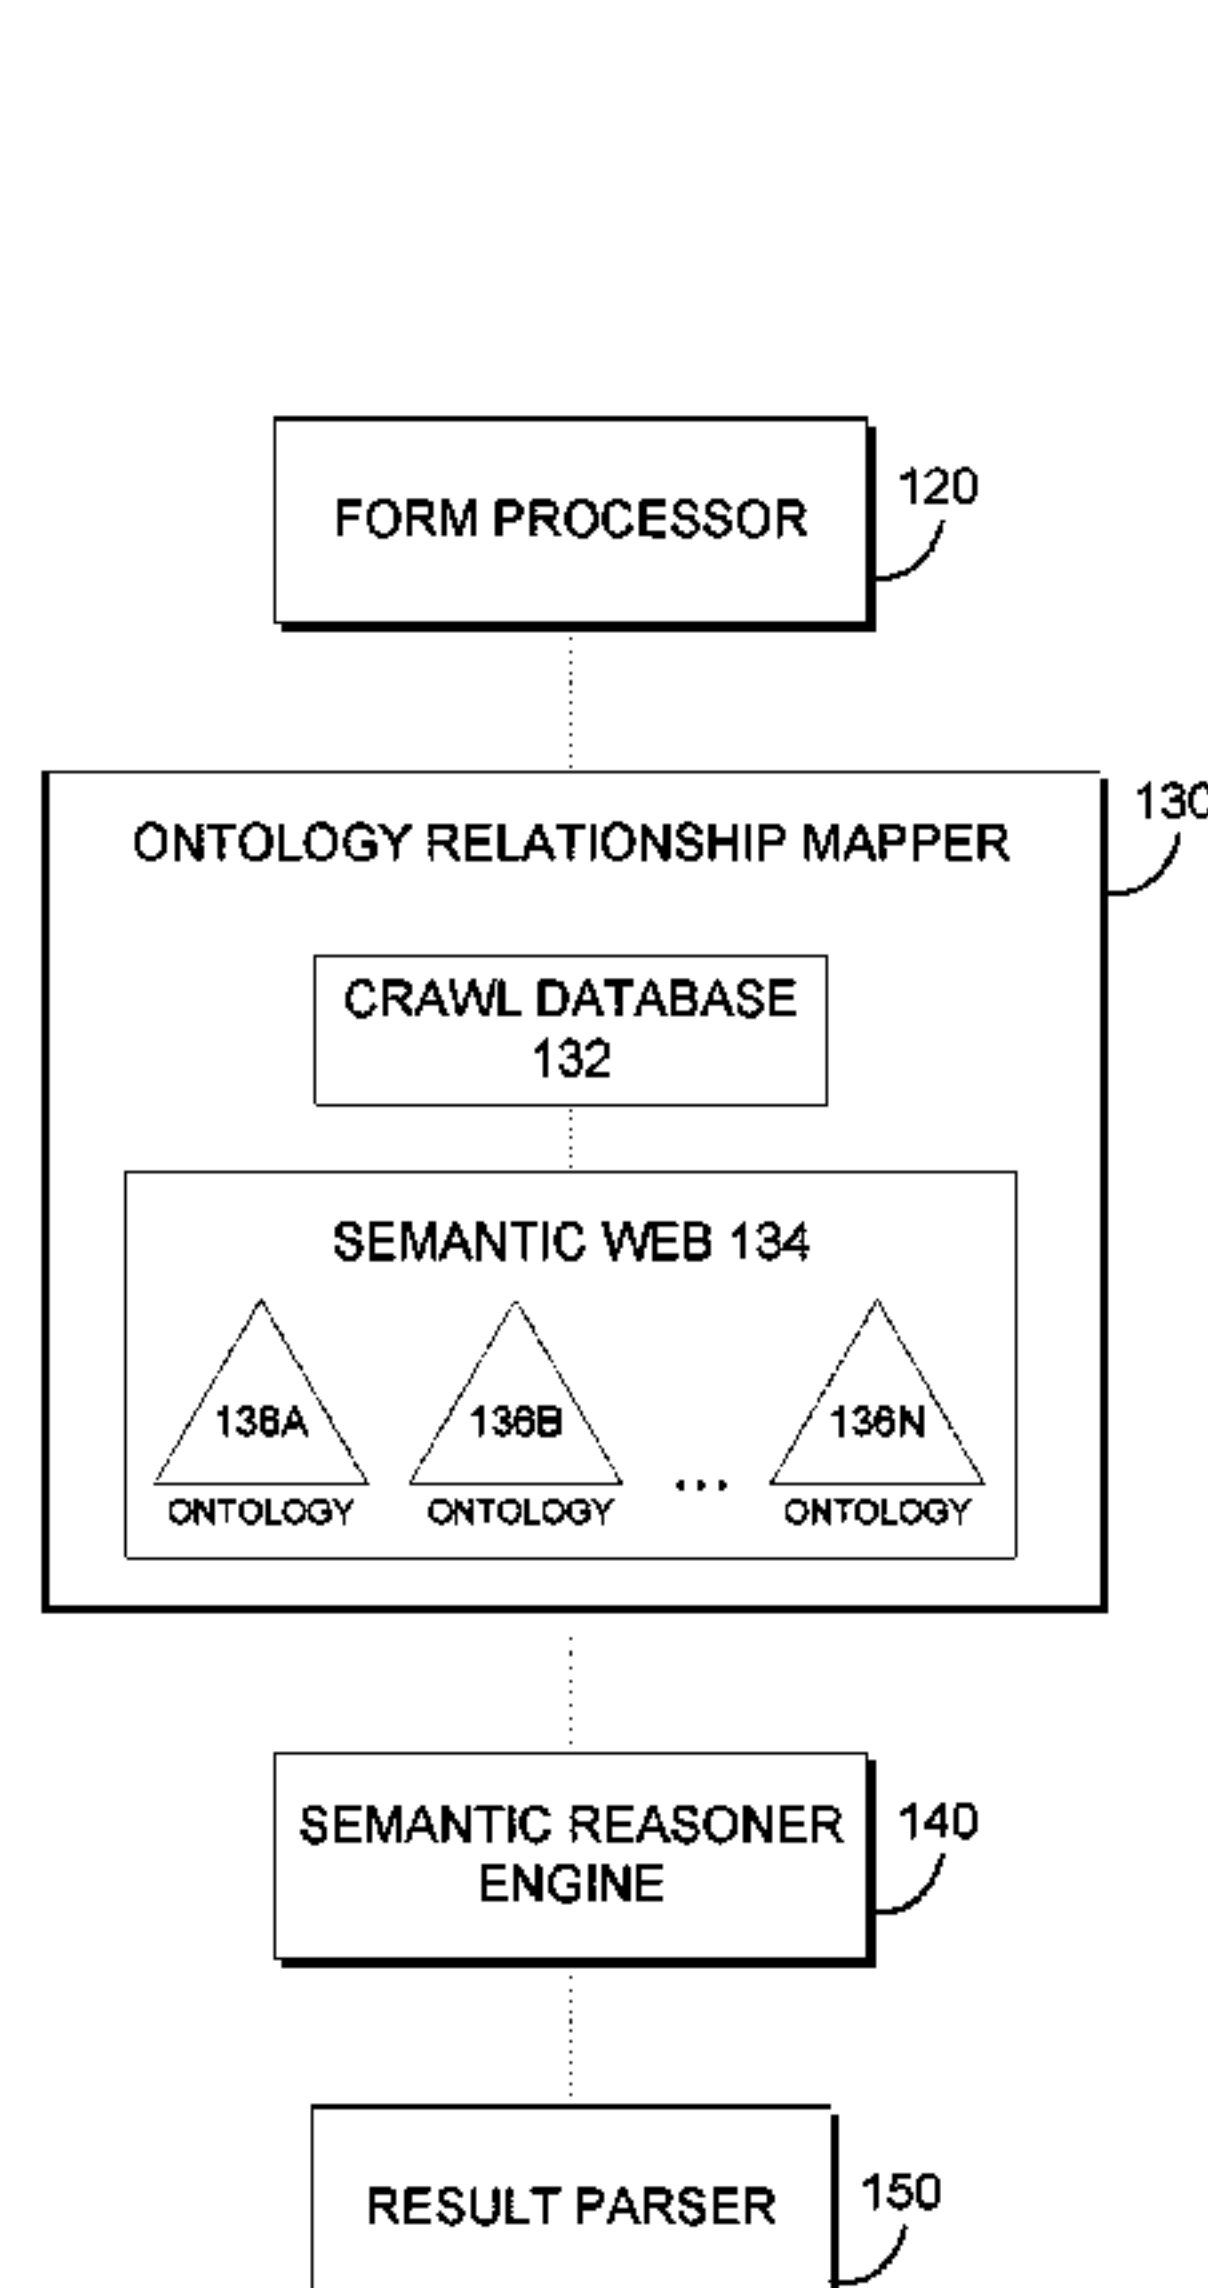 FORM PROCESSOR
120
130
ONTOLOGY RELATIONSHIP MAPPER
CRAWL DATABASE
132
SEMANTIC WEB 134
136A
136B
136N
...
ONTOLOGY
ONTOLOGY
ONTOLOGY
SEMANTIC REASONER
ENGINE
140
RESULT PARSER
150